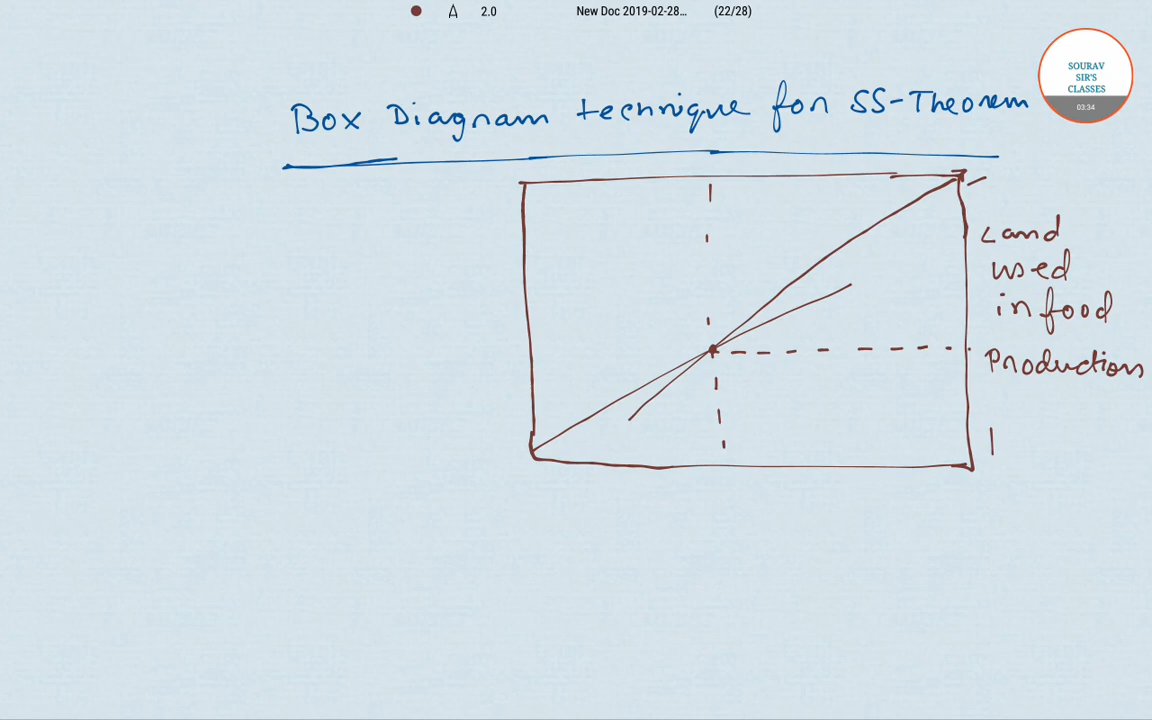 2.0 New Doc 2019-02-28... (22/28)
SOURAV
SIR'S
CLASSES
03:34
Box Diagram technique for SS-Theorem
Land
used
in food
Production